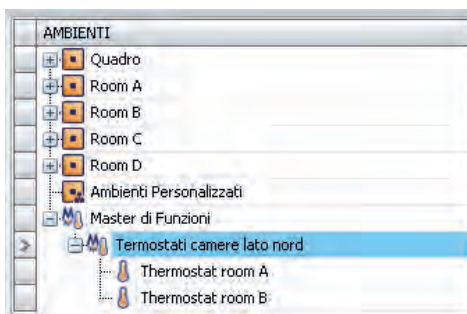 AMBIENTI
Quadro
Room A
Room B
Room C
Room D
Ambienti Personalizzati
Master di Funzioni
Termostati camere lato nord
Thermostat room A
Thermostat room B